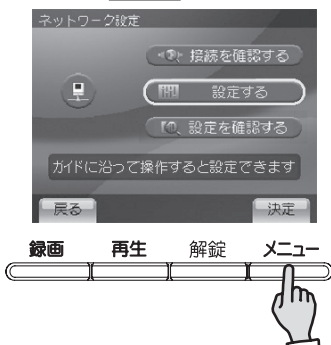 ネットワーク設定
接続を確認する
設定する
設定を確認する
ガイドに沿って操作すると設定できます
戻る 決定
録画 再生 解錠 メニュー